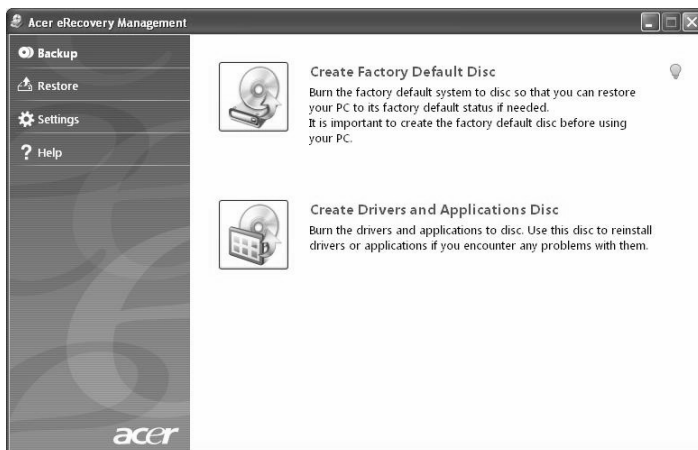 Acer eRecovery Management
Backup
Restore
Settings
? Help
Create Factory Default Disc
Burn the factory default system to disc so that you can restore
your PC to its factory default status if needed.
It is important to create the factory default disc before using
your PC.
Create Drivers and Applications Disc
Burn the drivers and applications to disc. Use this disc to reinstall
drivers or applications if you encounter any problems with them.
acer